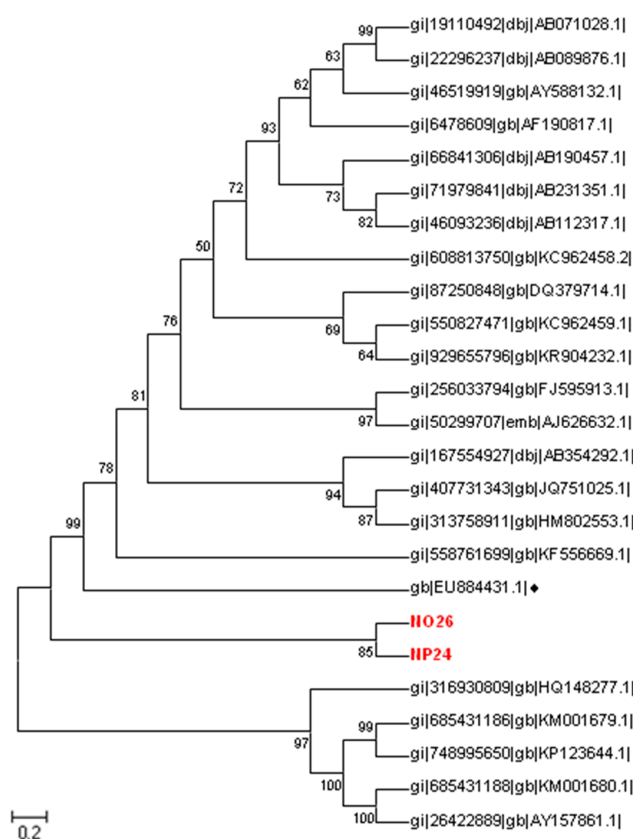 99
gi|19110492|dbj|AB071028.1|
gi|22296237|dbj|AB089876.1|
63
gi|46519919|gb|AY588132.1|
62
gi|6478609|gb|AF190817.1|
93
gi|66841306|dbj|AB190457.1|
73
gi|71979841|dbj|AB231351.1|
82
gi|46093236|dbj|AB112317.1|
72
gi|608813750|gb|KC962458.2|
50
gi|87250848|gb|DQ379714.1|
69
gi|550827471|gb|KC962459.1|
64
gi|929655796|gb|KR904232.1|
76
gi|256033794|gb|FJ595913.1|
97
gi|50299707|emb|AJ626632.1|
81
gi|167554927|dbj|AB354292.1|
94
gi|407731343|gb|JQ751025.1|
87
gi|313758911|gb|HM802553.1|
78
gi|558761699|gb|KF556669.1|
99
gb|EU884431.1|◆
NO26
85
NP24
gi|316930809|gb|HQ148277.1|
97
99
gi|685431186|gb|KM001679.1|
gi|748995650|gb|KP123644.1|
100
gi|685431188|gb|KM001680.1|
100
gi|26422889|gb|AY157861.1|
0.2